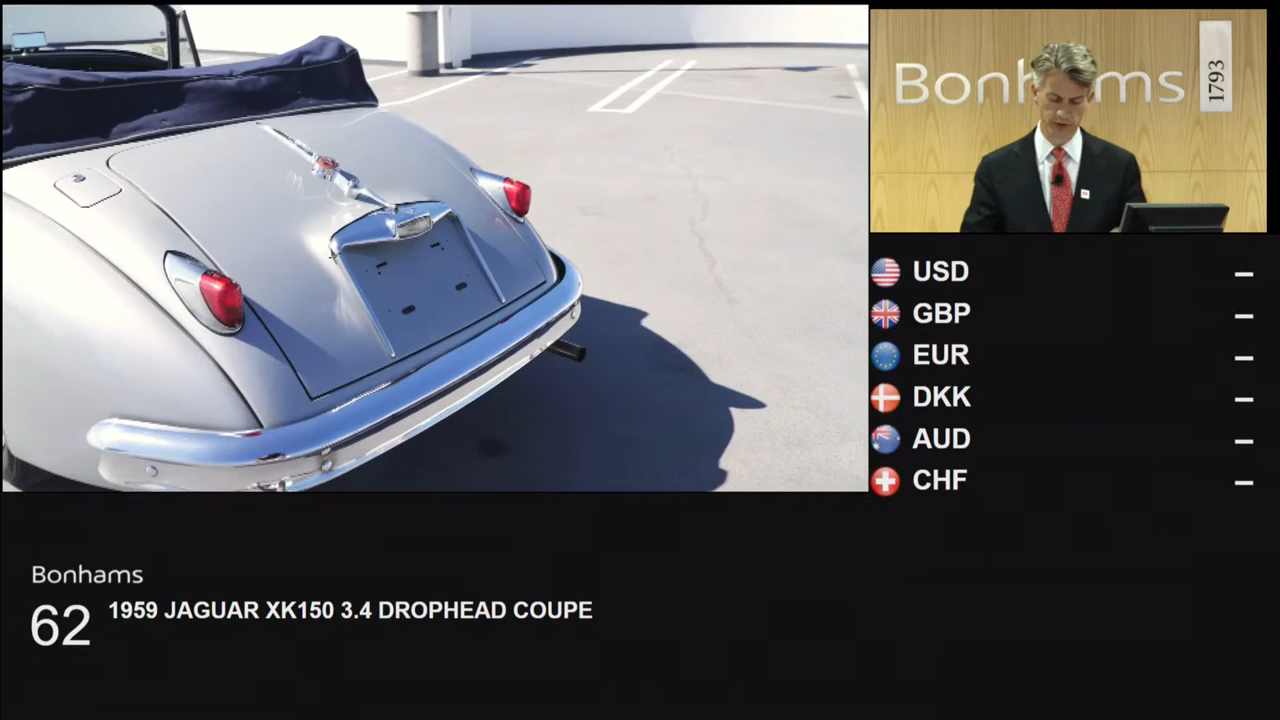 Bonhams
1793
USD –
GBP –
EUR –
DKK –
AUD –
CHF –
Bonhams
62 1959 JAGUAR XK150 3.4 DROPHEAD COUPE